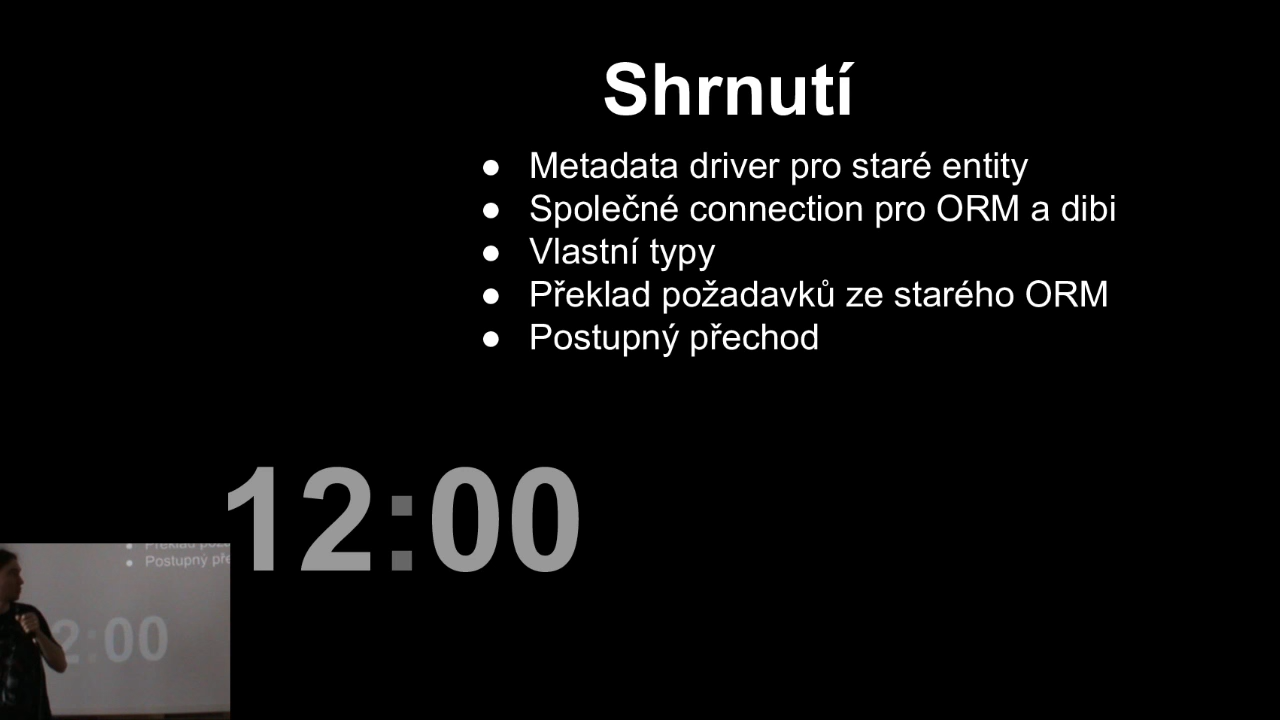 Shrnutí
● Metadata driver pro staré entity
● Společné connection pro ORM a dibi
● Vlastní typy
● Překlad požadavků ze starého ORM
● Postupný přechod
12:00
● Postupný pře
2:00